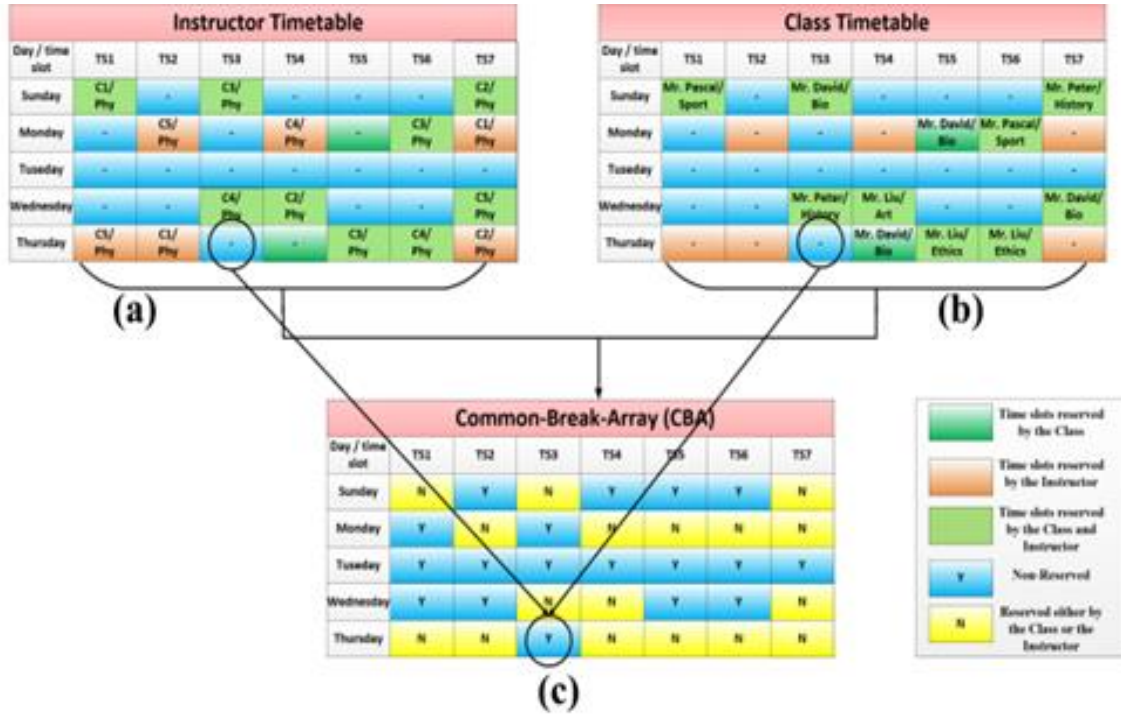 Instructor Timetable
Day / time slot TS1 TS2 TS3 TS4 TS5 TS6 TS7
Sunday C1/ Phy - C3/ Phy - - - C2/ Phy
Monday - C5/ Phy - C4/ Phy - C3/ Phy C1/ Phy
Tuseday - - - - - - -
Wednesday - - C4/ Phy C2/ Phy - - C5/ Phy
Thursday C5/ Phy C1/ Phy - - C3/ Phy C4/ Phy C2/ Phy
(a)
Class Timetable
Day / time slot TS1 TS2 TS3 TS4 TS5 TS6 TS7
Sunday Mr. Pascal/ Sport - Mr. David/ Bio - - - Mr. Peter/ History
Monday - - - - Mr. David/ Bio Mr. Pascal/ Sport -
Tuseday - - - - - - -
Wednesday - - Mr. Peter/ History Mr. Liu/ Art - - Mr. David/ Bio
Thursday - - - Mr. David/ Bio Mr. Liu/ Ethics Mr. Liu/ Ethics -
(b)
Common-Break-Array (CBA)
Day / time slot TS1 TS2 TS3 TS4 TS5 TS6 TS7
Sunday N Y N Y Y Y N
Monday Y N Y N N N N
Tuseday Y Y Y Y Y Y Y
Wednesday Y Y N N Y Y N
Thursday N N Y N N N N
(c)
Time slots reserved
by the Class
Time slots reserved
by the Instructor
Time slots reserved
by the Class and
Instructor
Y Non-Reserved
N Reserved either by
the Class or the
Instructor